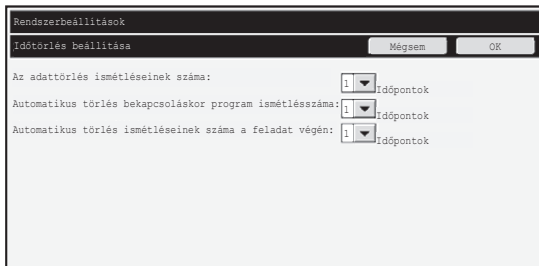 Rendszerbeállítások
Időtörlés beállítása
Mégsem
OK
Az adattörlés ismétléseinek száma:
1
Időpontok
Automatikus törlés bekapcsoláskor program ismétlésszáma:
1
Időpontok
Automatikus törlés ismétléseinek száma a feladat végén:
1
Időpontok